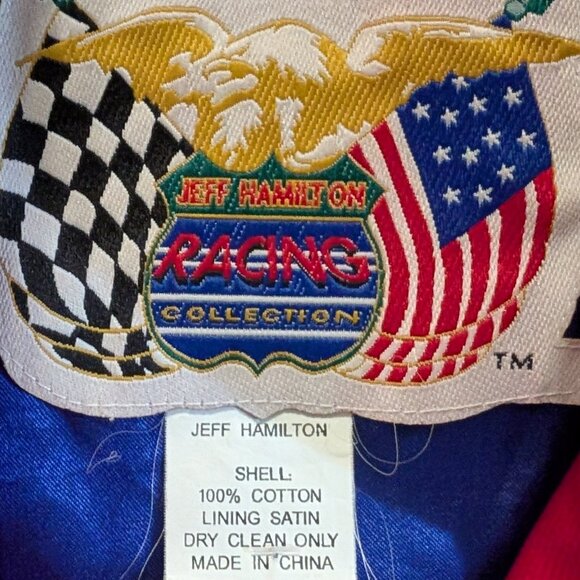 JEFF HAMILTON
RACING
COLLECTION
TM
JEFF HAMILTON
SHELL:
100% COTTON
LINING SATIN
DRY CLEAN ONLY
MADE IN CHINA